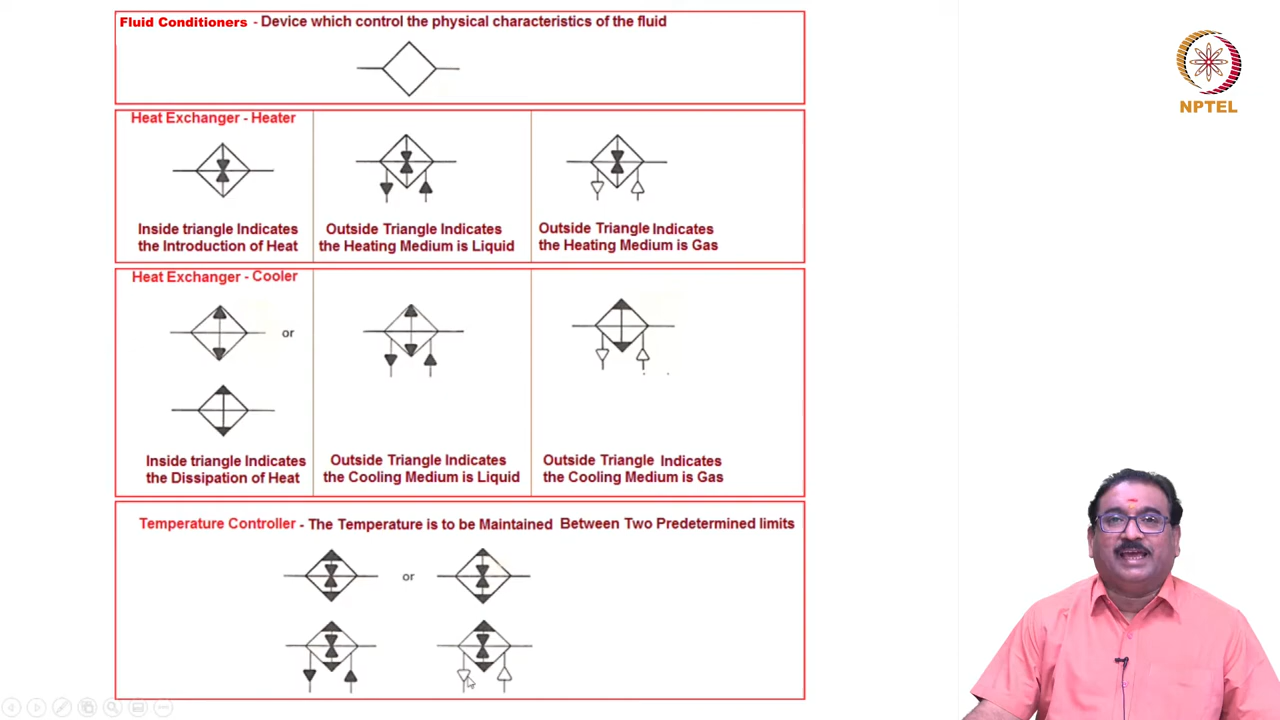 Fluid Conditioners - Device which control the physical characteristics of the fluid
NPTEL
Heat Exchanger - Heater
Inside triangle Indicates
the Introduction of Heat
Outside Triangle Indicates
the Heating Medium is Liquid
Outside Triangle Indicates
the Heating Medium is Gas
Heat Exchanger - Cooler
or
Inside triangle Indicates
the Dissipation of Heat
Outside Triangle Indicates
the Cooling Medium is Liquid
Outside Triangle Indicates
the Cooling Medium is Gas
Temperature Controller - The Temperature is to be Maintained Between Two Predetermined limits
or